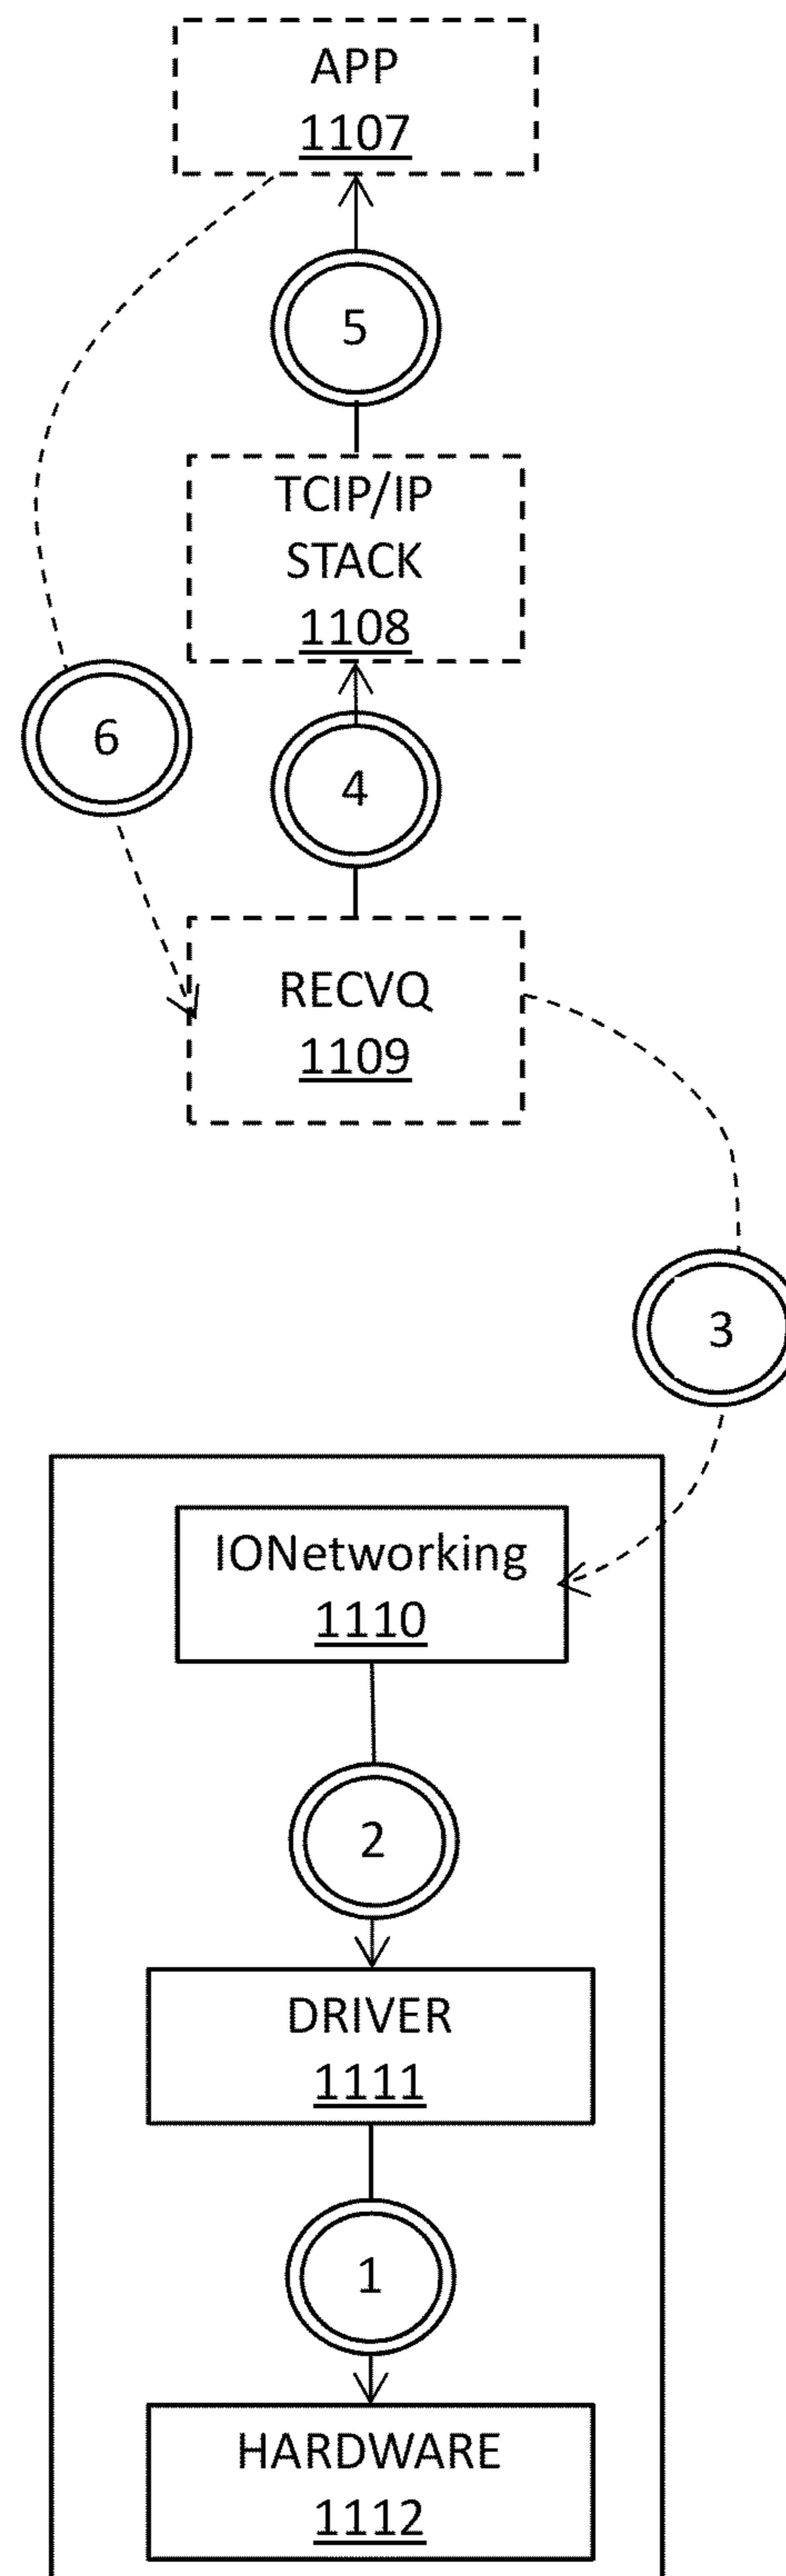 APP
1107
5
TCIP/IP
STACK
1108
6
4
RECVQ
1109
3
IONetworking
1110
2
DRIVER
1111
1
HARDWARE
1112